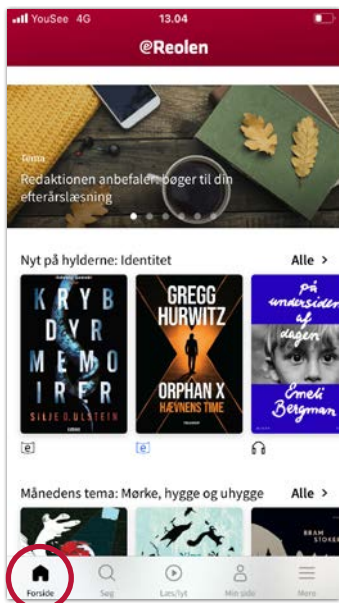 YouSee 4G 13.04
eReolen
Tema
Redaktionen anbefaler: bøger til din
efterårslæsning
Nyt på hylderne: Identitet Alle >
KRYB
DYR
MEMO
IRER
SILJE O. ULSTEIN
GREGG
HURWITZ
ORPHAN X
HÆVNENS TIME
på
undersiden
af
dagen
Emeli
Bergman
Månedens tema: Mørke, hygge og uhygge Alle >
BRAM
STOKER
Forside Søg Læs/lyt Min side More